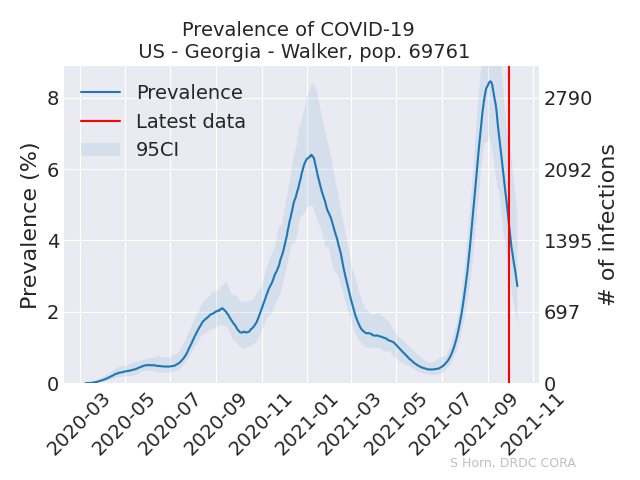 Prevalence of COVID-19
US - Georgia - Walker, pop. 69761
Prevalence
Latest data
95CI
Prevalence (%)
8
6
4
2
0
2790
2092
1395
697
0
# of infections
2020-03
2020-05
2020-07
2020-09
2020-11
2021-01
2021-03
2021-05
2021-07
2021-09
2021-11
S Horn, DRDC CORA